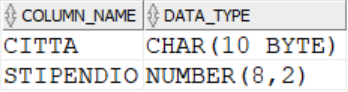 COLUMN_NAME DATA_TYPE
CITTA CHAR(10 BYTE)
STIPENDIO NUMBER(8,2)